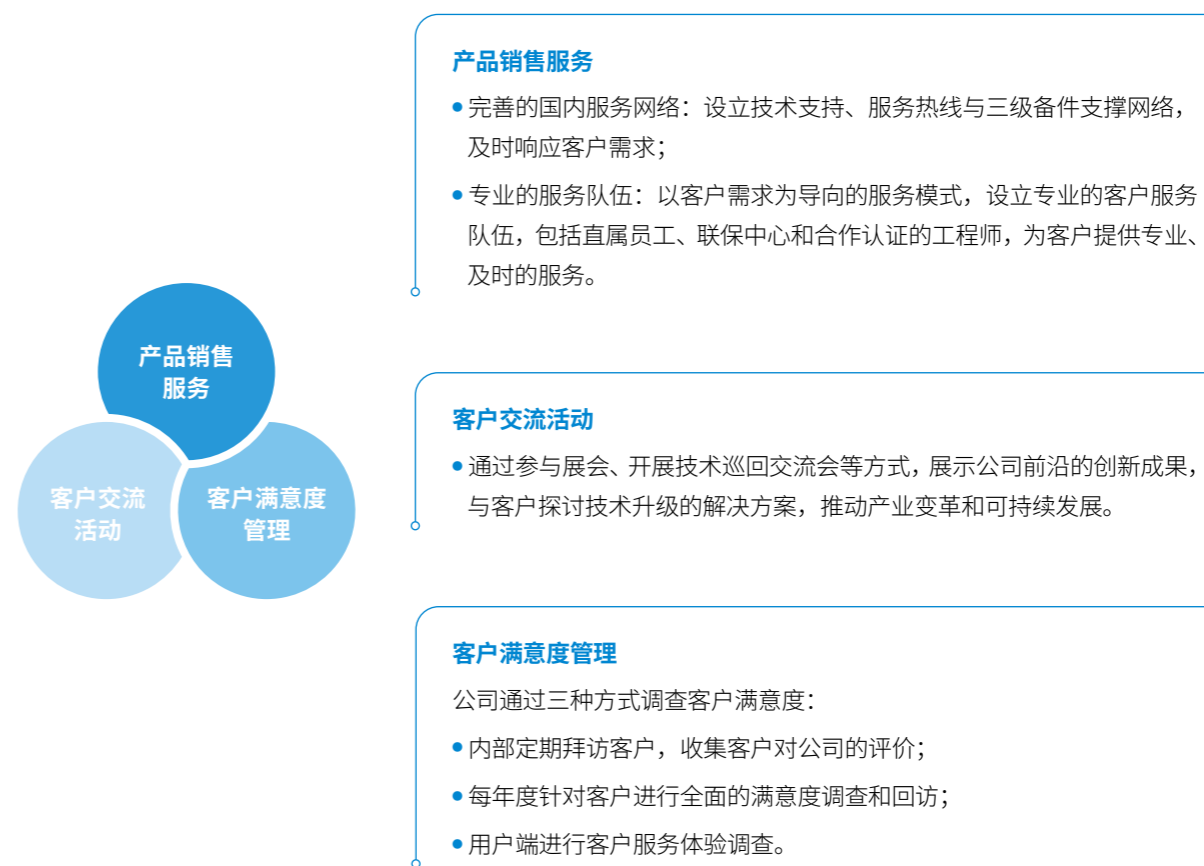 产品销售
服务
客户交流
活动
客户满意度
管理
产品销售服务
• 完善的国内服务网络：设立技术支持、服务热线与三级备件支撑网络，
及时响应客户需求；
• 专业的服务队伍：以客户需求为导向的服务模式，设立专业的客户服务
队伍，包括直属员工、联保中心和合作认证的工程师，为客户提供专业、
及时的服务。
客户交流活动
• 通过参与展会、开展技术巡回交流会等方式，展示公司前沿的创新成果，
与客户探讨技术升级的解决方案，推动产业变革和可持续发展。
客户满意度管理
公司通过三种方式调查客户满意度：
• 内部定期拜访客户，收集客户对公司的评价；
• 每年度针对客户进行全面的满意度调查和回访；
• 用户端进行客户服务体验调查。